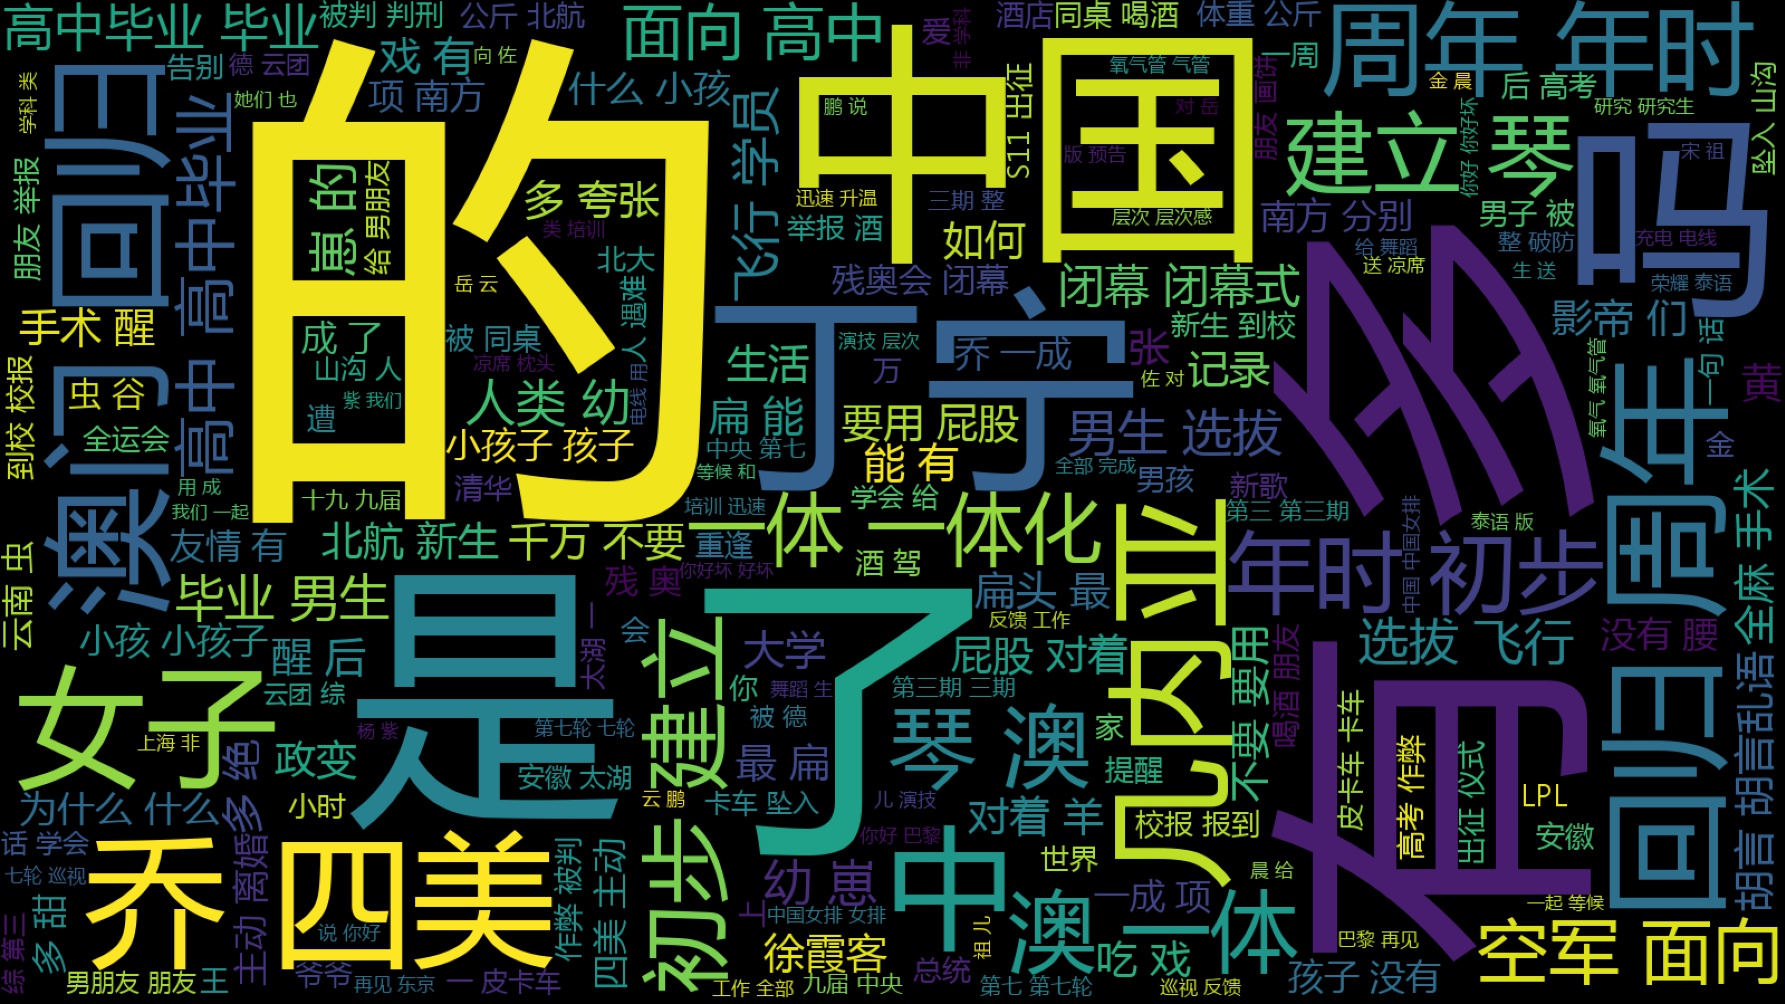 高中毕业 毕业
被判 判刑
公斤 北航
面向 高中
爱
酒店
同桌 喝酒
体重 公斤
周年 年时
戏 有
向 佐
告别
德 云团
她们 也
项 南方
什么 小孩
中国
氧气管 气管
一周
金 晨
后 高考
研究 研究生
山沟
坠入
学科 类
回归
高中毕业
的
崽 的
给 男朋友
多 夸张
类 培训
飞行 学员
鹏 说
S11 出征
对 岳
版 预告
朋友 画饼
建立
琴
你好 你好坏
吗
宋 祖
迅速 升温
三期 整
层次 层次感
举报 酒
如何
南方 分别
男子 被
整 破防
充电 电线
朋友 举报
北大
遇难
岳 云
残奥会 闭幕
闭幕 闭幕式
给 舞蹈
送 凉席
生 送
荣耀 泰语
手术 醒
成 了
被 同桌
丁宁
演技 层次
乔 一成
张
新生 到校
多多
影帝 们
一句 话
山沟 人
凉席 枕头
生活
万
佐 对
记录
年
氧气 氧气管
黄
到校 校报
虫 谷
紫 我们
遭
人类 幼
电线 用人
扁 能
要用 屁股
男生 选拔
全运会
小孩子 孩子
中央 第七
能 有
金
澳门
高中 高中
用 成
十九 九届
清华
等候 和
全部 完成
男孩
新歌
我们 一起
培训 迅速
学会 给
第三 第三期
泰语 版
中国 中国女排
友情 有
北航 新生
千万 不要
一体 一体化
重逢
酒 驾
几内亚
年时 初步
周年
全麻 手术
云南 虫
毕业 男生
是
残 奥
你好坏 好坏
扁头 最
反馈 工作
选拔 飞行
没有 腰
小孩 小孩子
醒 后
太湖 一
会
了
大学
屁股 对着
不要 要用
喝酒 朋友
女子
云团 综
建立
你
舞蹈 生
第三期 三期
被 德
家
有
皮卡车 卡车
回归
胡言 胡言乱语
上海 非
杨 紫
第七轮 七轮
政变
安徽 太湖
最 扁
琴 澳
提醒
高考 作弊
出征 仪式
LPL
安徽
为什么 什么
多 绝
小时
云 鹏
卡车 坠入
儿 演技
对着 羊
校报 报到
你好 巴黎
话 学会
七轮 巡视
乔四美
主动 离婚
作弊 被判
四美 主动
初步
幼 崽
中
世界
晨 给
澳
一成 项
一体
一起 等候
综 第三
多 甜
说 你好
上
中国女排 女排
徐霞客
祖 儿
吃 戏
巴黎 再见
空军 面向
男朋友 朋友
王
爷爷
再见 东京
一 皮卡车
工作 全部
九届 中央
总统
第七 第七轮
巡视 反馈
孩子 没有